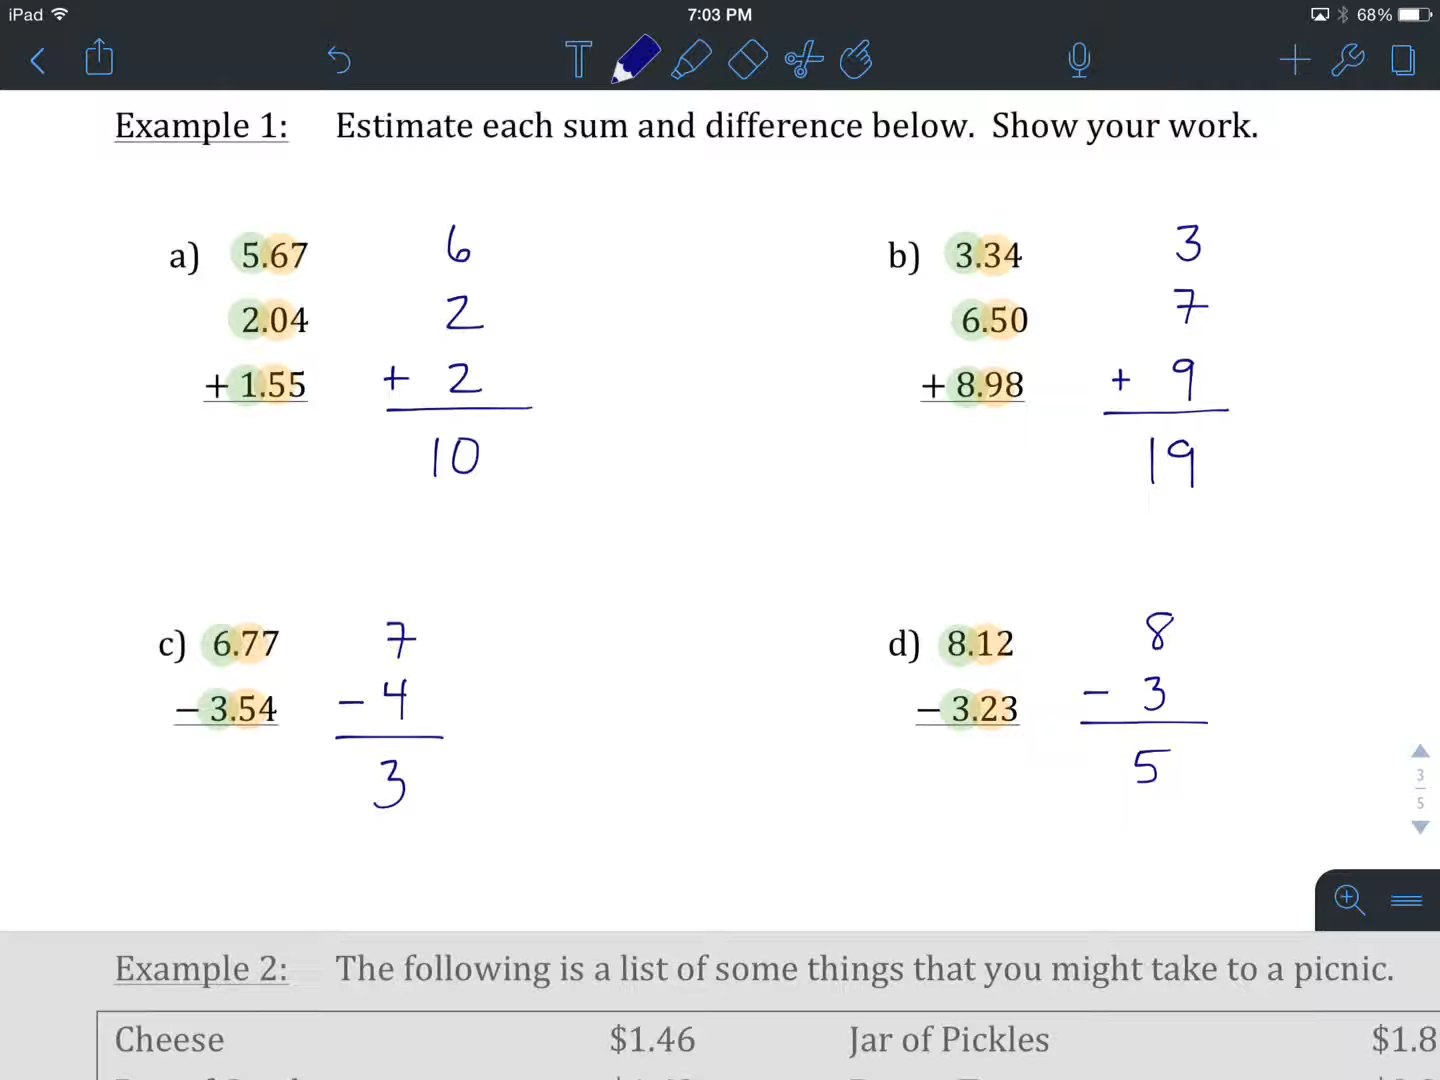 iPad 7:03 PM 68%
Example 1: Estimate each sum and difference below. Show your work.
a) 5.67 6
2.04 2
+ 1.55 + 2
10
b) 3.34 3
6.50 7
+ 8.98 + 9
19
c) 6.77 7
− 3.54 − 4
3
d) 8.12 8
− 3.23 − 3
5
3
5
Example 2: The following is a list of some things that you might take to a picnic.
Cheese $1.46 Jar of Pickles $1.8